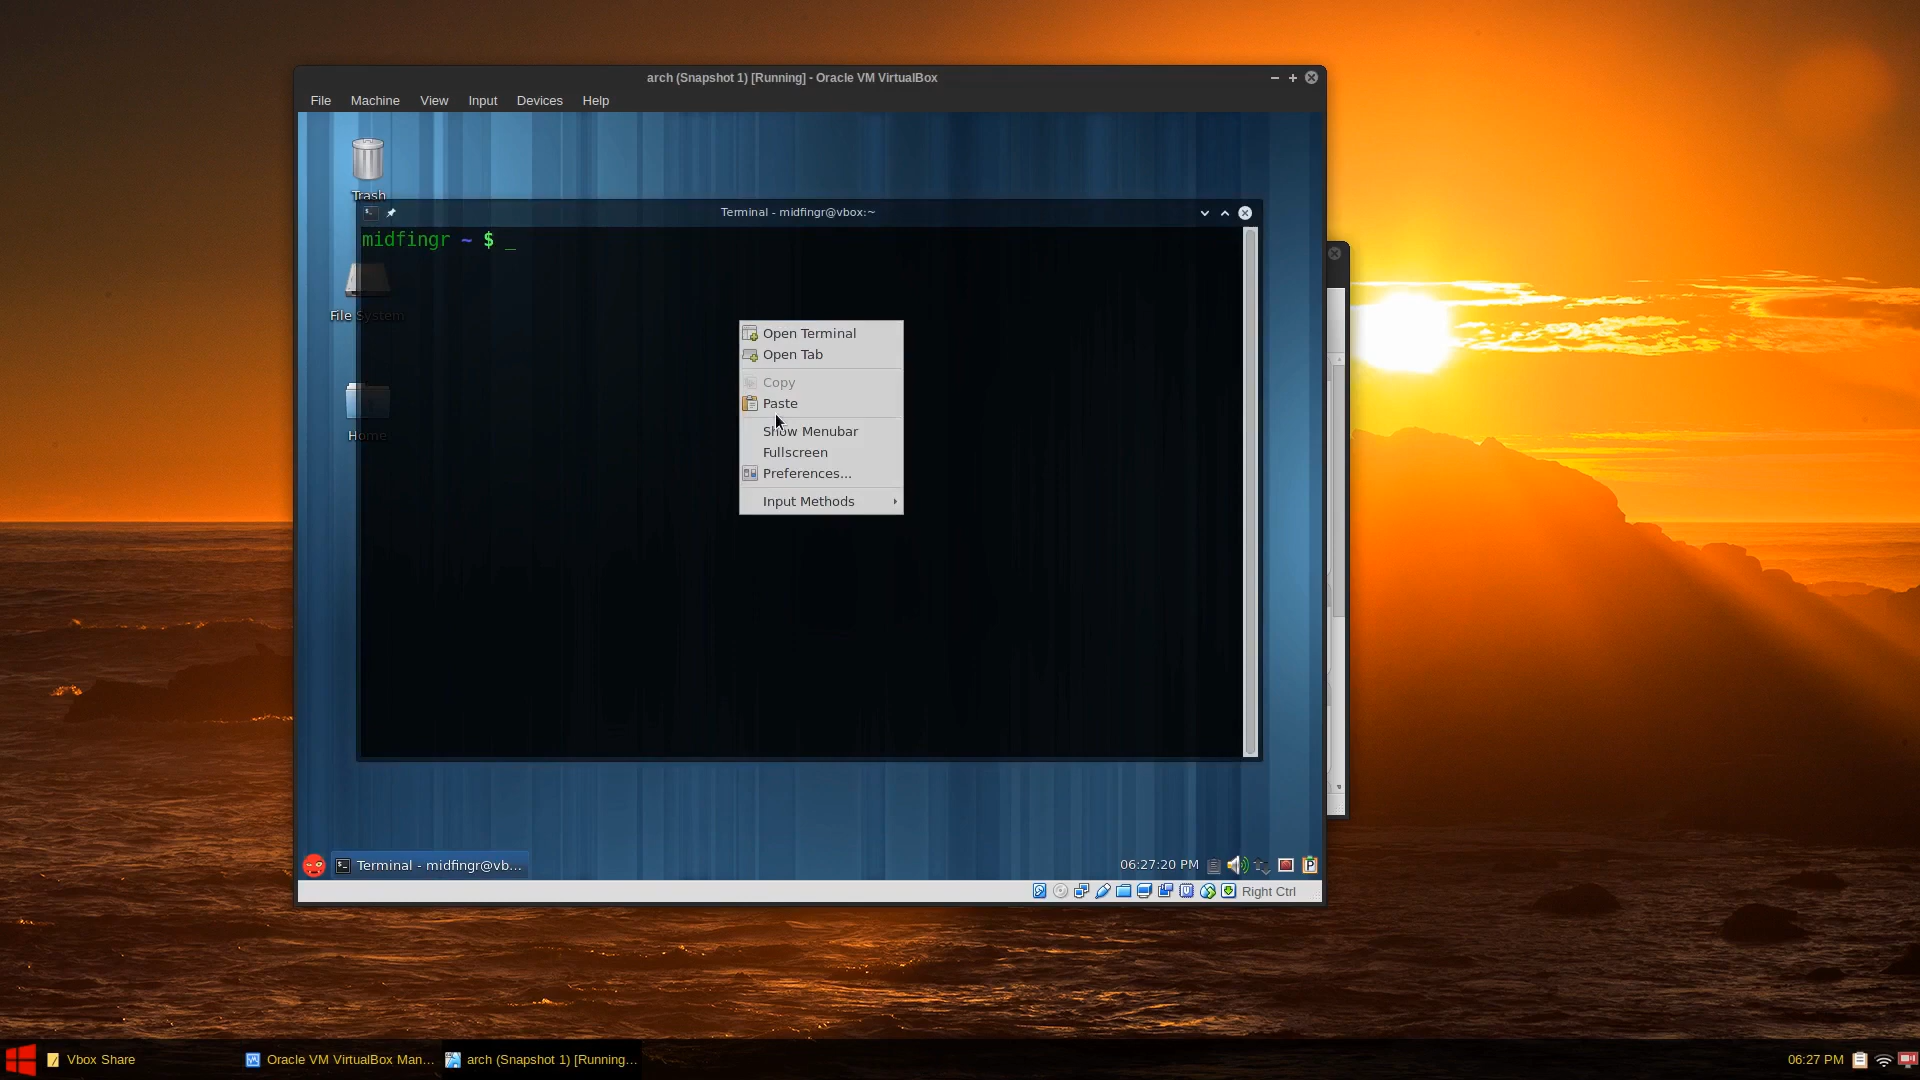 arch (Snapshot 1) [Running] - Oracle VM VirtualBox
File Machine View Input Devices Help
Trash
Terminal - midfingr@vbox:~
midfingr ~ $ _
File System
Home
Open Terminal
Open Tab
Copy
Paste
Show Menubar
Fullscreen
Preferences...
Input Methods
Terminal - midfingr@vb...
06:27:20 PM
Right Ctrl
Vbox Share
Oracle VM VirtualBox Man...
arch (Snapshot 1) [Running...
06:27 PM